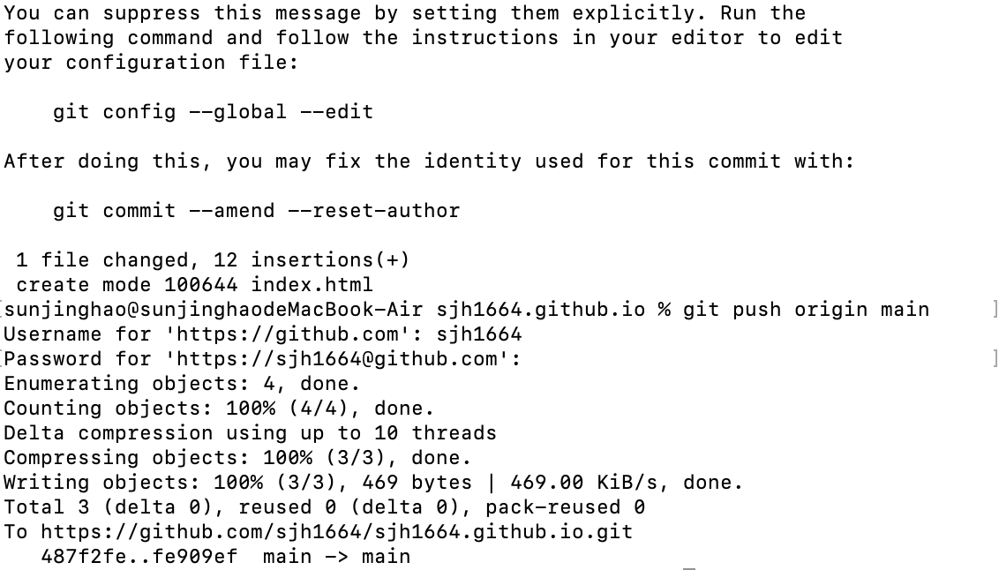 You can suppress this message by setting them explicitly. Run the
following command and follow the instructions in your editor to edit
your configuration file:
git config --global --edit
After doing this, you may fix the identity used for this commit with:
git commit --amend --reset-author
1 file changed, 12 insertions(+)
create mode 100644 index.html
[sunjinghao@sunjinghaodeMacBook-Air sjh1664.github.io % git push origin main ]
Username for 'https://github.com': sjh1664
[Password for 'https://sjh1664@github.com': ]
Enumerating objects: 4, done.
Counting objects: 100% (4/4), done.
Delta compression using up to 10 threads
Compressing objects: 100% (3/3), done.
Writing objects: 100% (3/3), 469 bytes | 469.00 KiB/s, done.
Total 3 (delta 0), reused 0 (delta 0), pack-reused 0
To https://github.com/sjh1664/sjh1664.github.io.git
487f2fe..fe909ef  main -> main